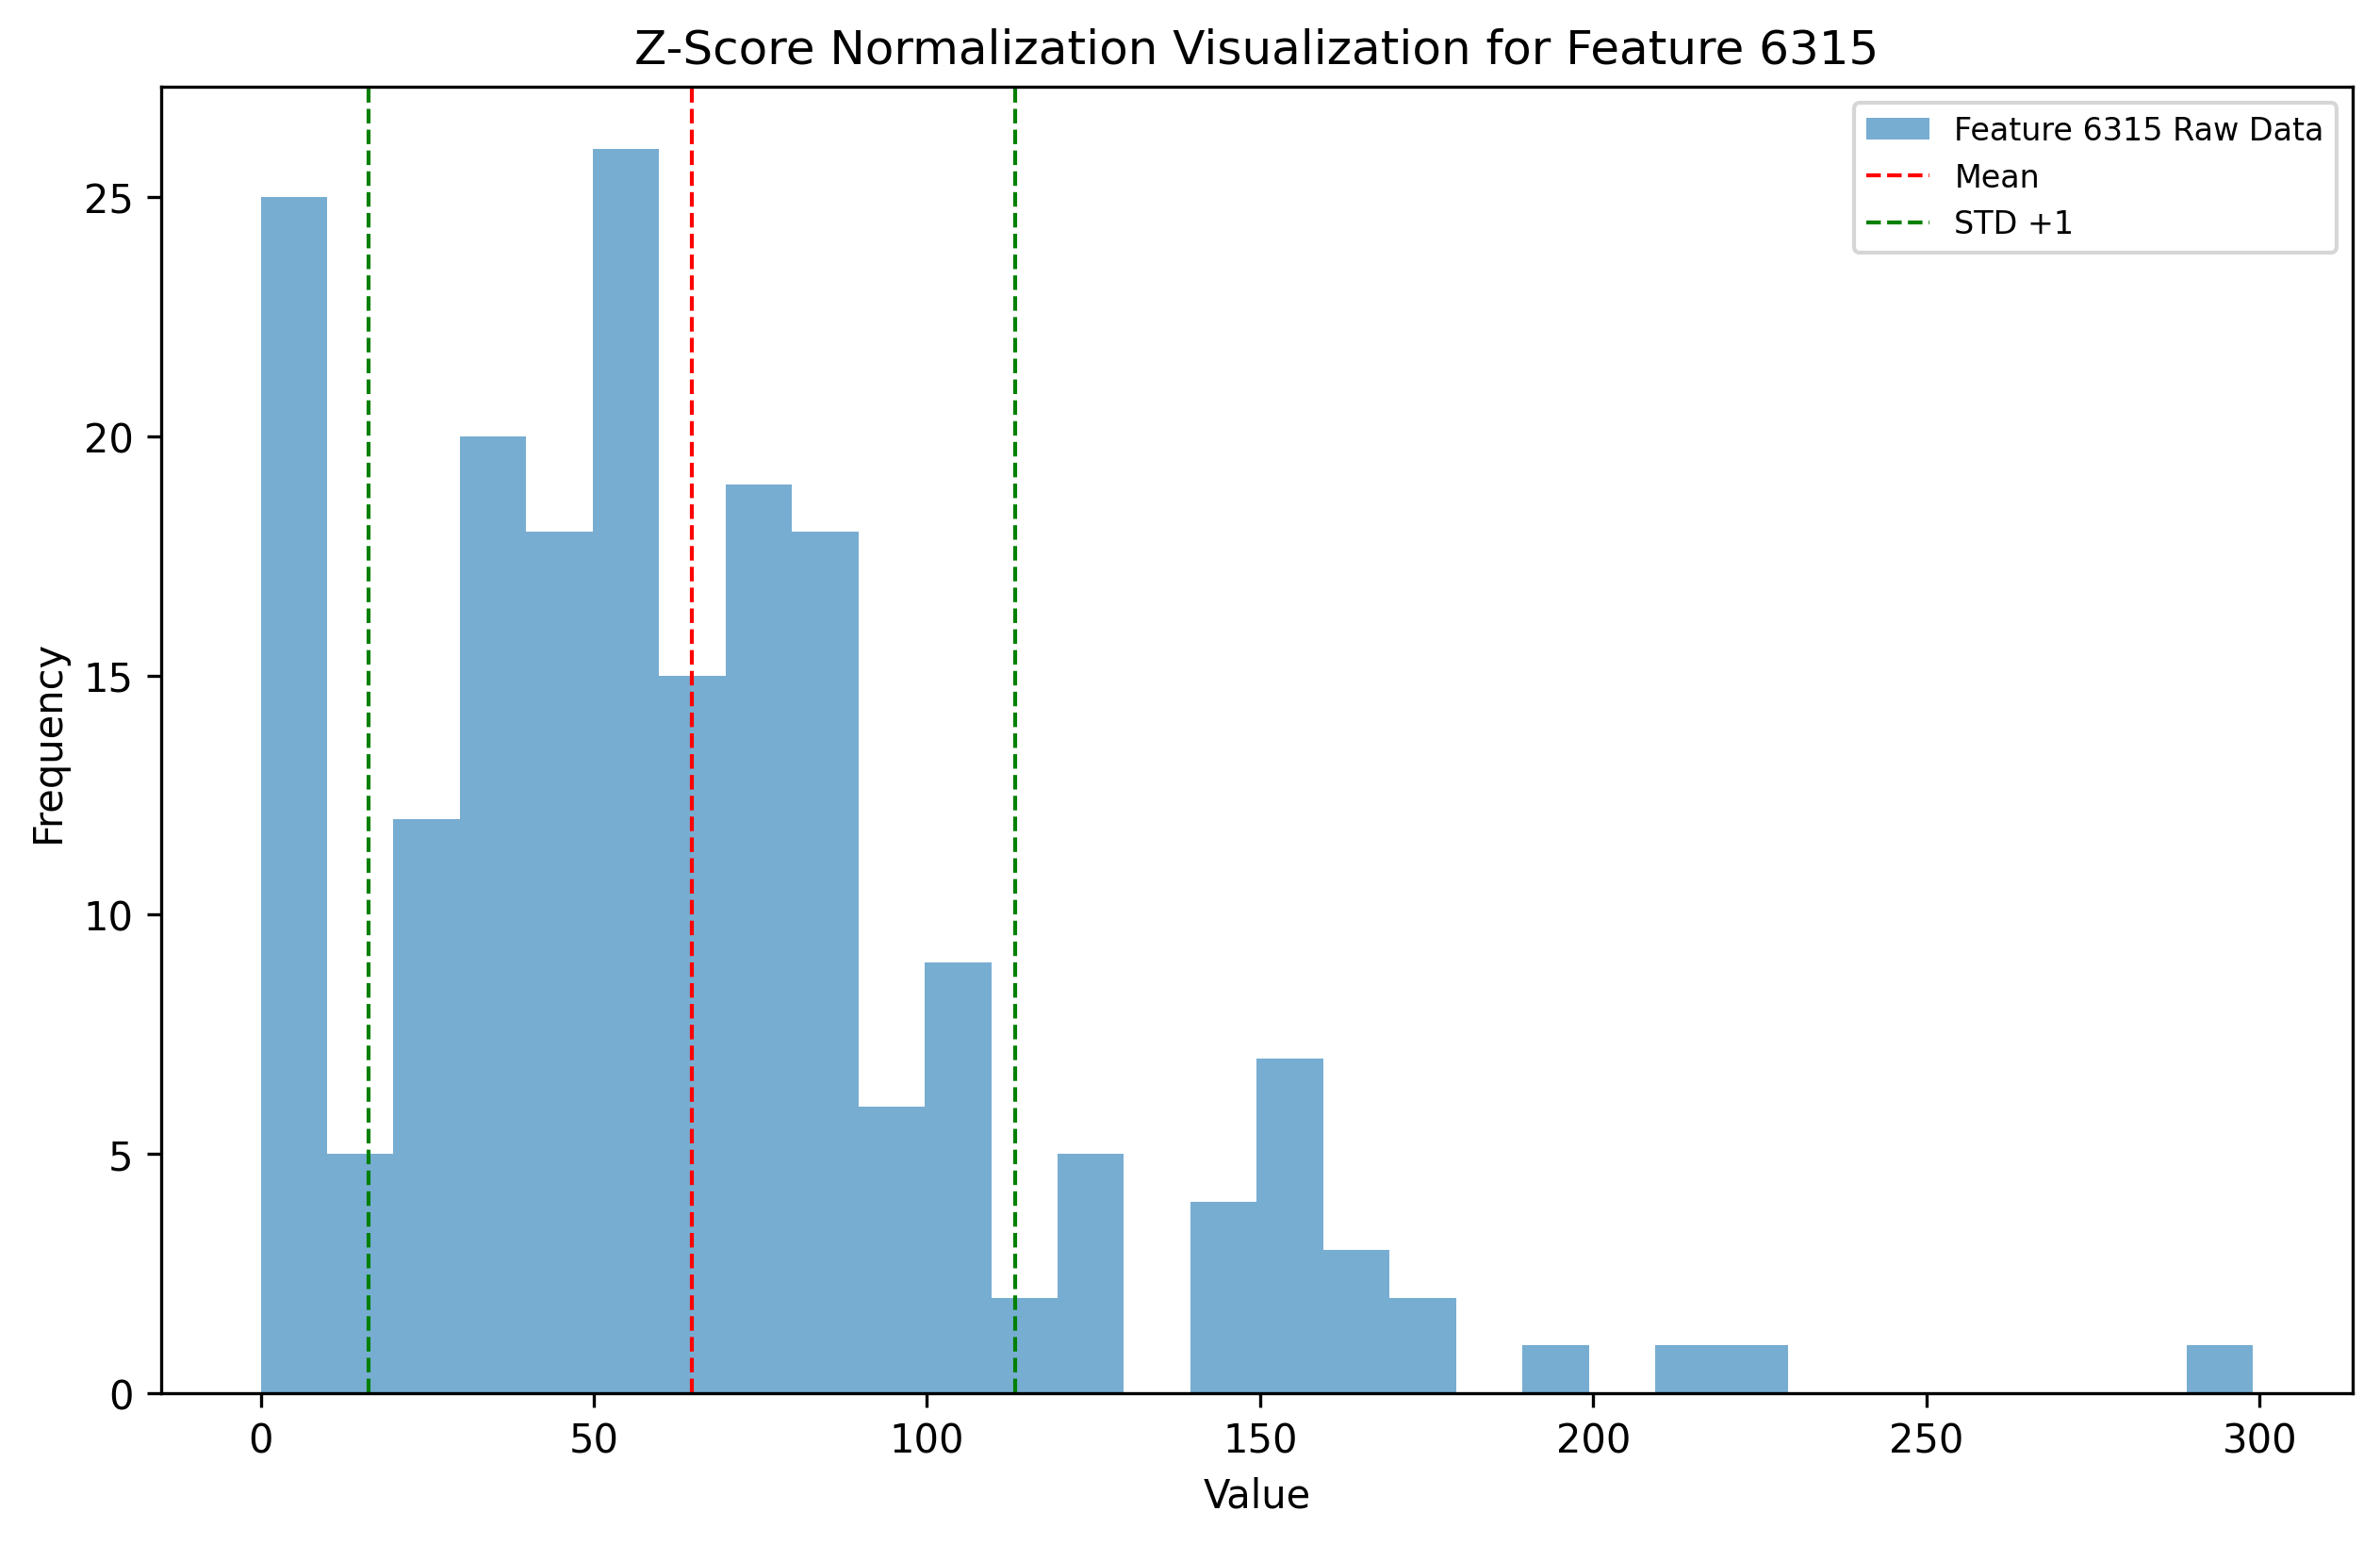 Z-Score Normalization Visualization for Feature 6315
Feature 6315 Raw Data
Mean
STD +1
Frequency
25
20
15
10
5
0
0 50 100 150 200 250 300
Value